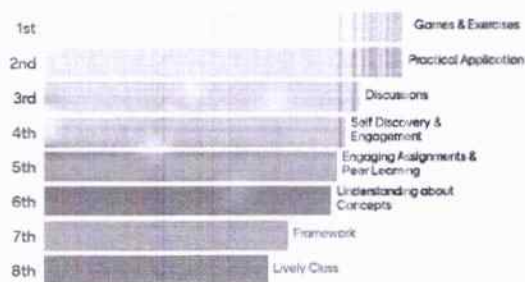 1st Games & Exercises
2nd Practical Application
3rd Discussions
4th Self Discovery &
Engagement
5th Engaging Assignments &
Peer Learning
6th Understanding about
Concepts
7th Framework
8th Lively Class